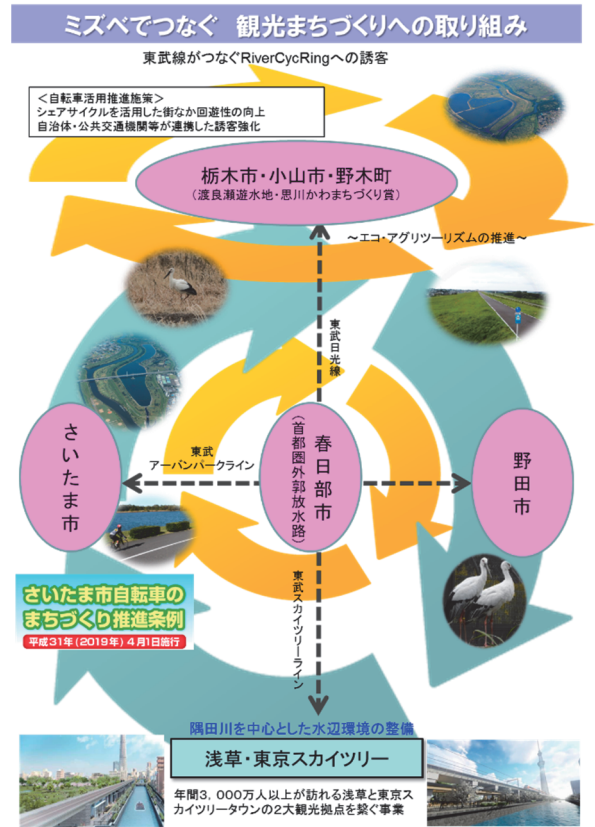 ミズベでつなぐ 観光まちづくりへの取り組み
東武線がつなぐRiverCycRingへの誘客
＜自転車活用推進施策＞
シェアサイクルを活用した街なか回遊性の向上
自治体・公共交通機関等が連携した誘客強化
栃木市・小山市・野木町
（渡良瀬遊水地・思川かわまちづくり賞）
～エコ・アグリツーリズムの推進～
東武日光線
さいたま市
東武
アーバンパークライン
春日部市
（首都圏外郭放水路）
野田市
さいたま市自転車の
まちづくり推進条例
平成31年（2019年）４月１日施行
東武スカイツリーライン
隅田川を中心とした水辺環境の整備
浅草・東京スカイツリー
年間３，０００万人以上が訪れる浅草と東京ス
カイツリータウンの２大観光拠点を繋ぐ事業